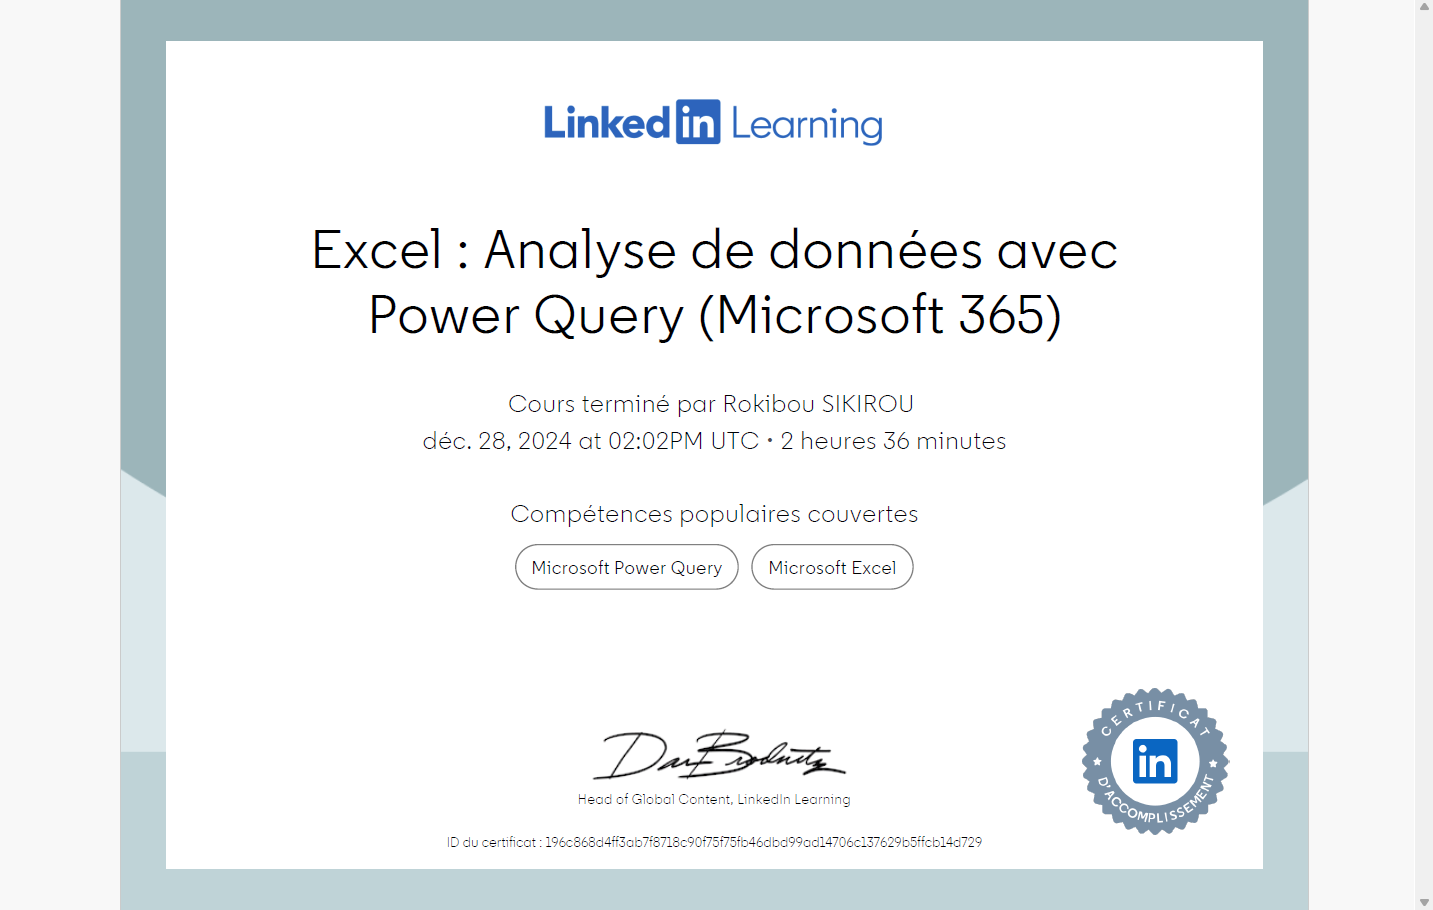 Linked in Learning
Excel : Analyse de données avec
Power Query (Microsoft 365)
Cours terminé par Rokibou SIKIROU
déc. 28, 2024 at 02:02PM UTC • 2 heures 36 minutes
Compétences populaires couvertes
Microsoft Power Query
Microsoft Excel
Dan Brodnitz
Head of Global Content, LinkedIn Learning
ID du certificat : 196c868d4ff3ab7f8718c90f75f75fb46dbd99ad14706c137629b5ffcb14d729
CERTIFICAT
in
D'ACCOMPLISSEMENT